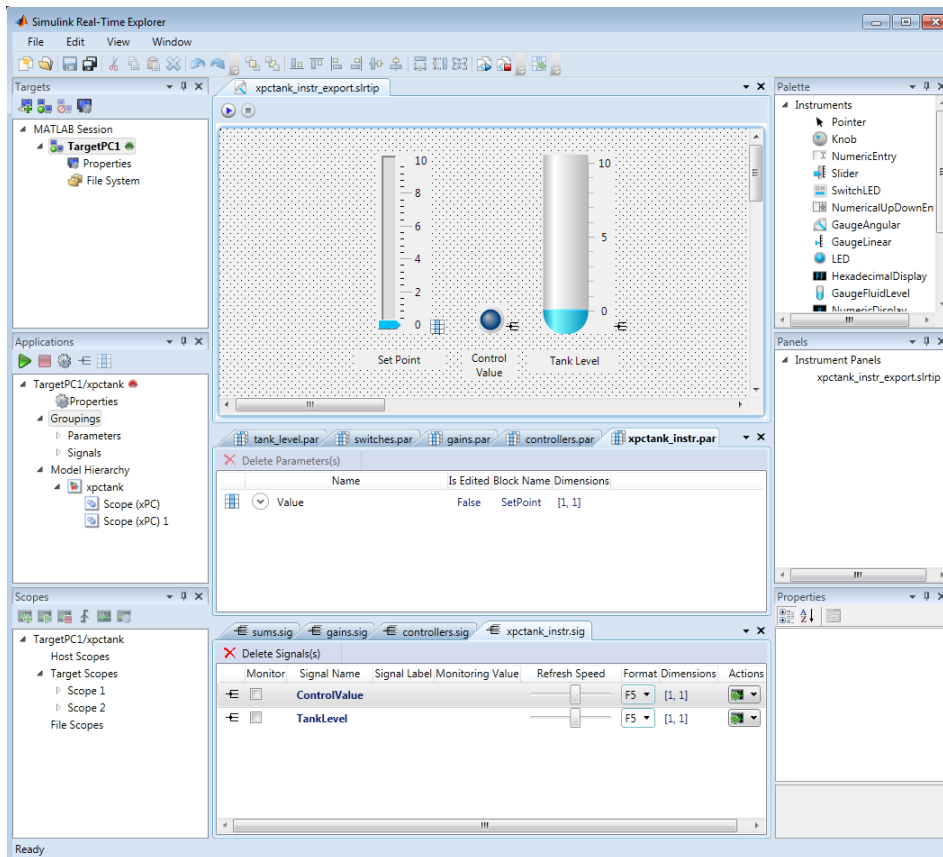 Simulink Real-Time Explorer
File Edit View Window
Targets
MATLAB Session
TargetPC1
Properties
File System
Applications
TargetPC1/xpctank
Properties
Groupings
Parameters
Signals
Model Hierarchy
xpctank
Scope (xPC)
Scope (xPC) 1
Scopes
TargetPC1/xpctank
Host Scopes
Target Scopes
Scope 1
Scope 2
File Scopes
xpctank_instr_export.slrtip
10
8
6
4
2
0
Set Point
Control
Value
10
5
0
Tank Level
tank_level.par switches.par gains.par controllers.par xpctank_instr.par
Delete Parameters(s)
Name Is Edited Block Name Dimensions
Value False SetPoint [1, 1]
sums.sig gains.sig controllers.sig xpctank_instr.sig
Delete Signals(s)
Monitor Signal Name Signal Label Monitoring Value Refresh Speed Format Dimensions Actions
ControlValue F5 [1, 1]
TankLevel F5 [1, 1]
Palette
Instruments
Pointer
Knob
NumericEntry
Slider
SwitchLED
NumericalUpDownEn
GaugeAngular
GaugeLinear
LED
HexadecimalDisplay
GaugeFluidLevel
NumericDisplay
Panels
Instrument Panels
xpctank_instr_export.slrtip
Properties
Ready